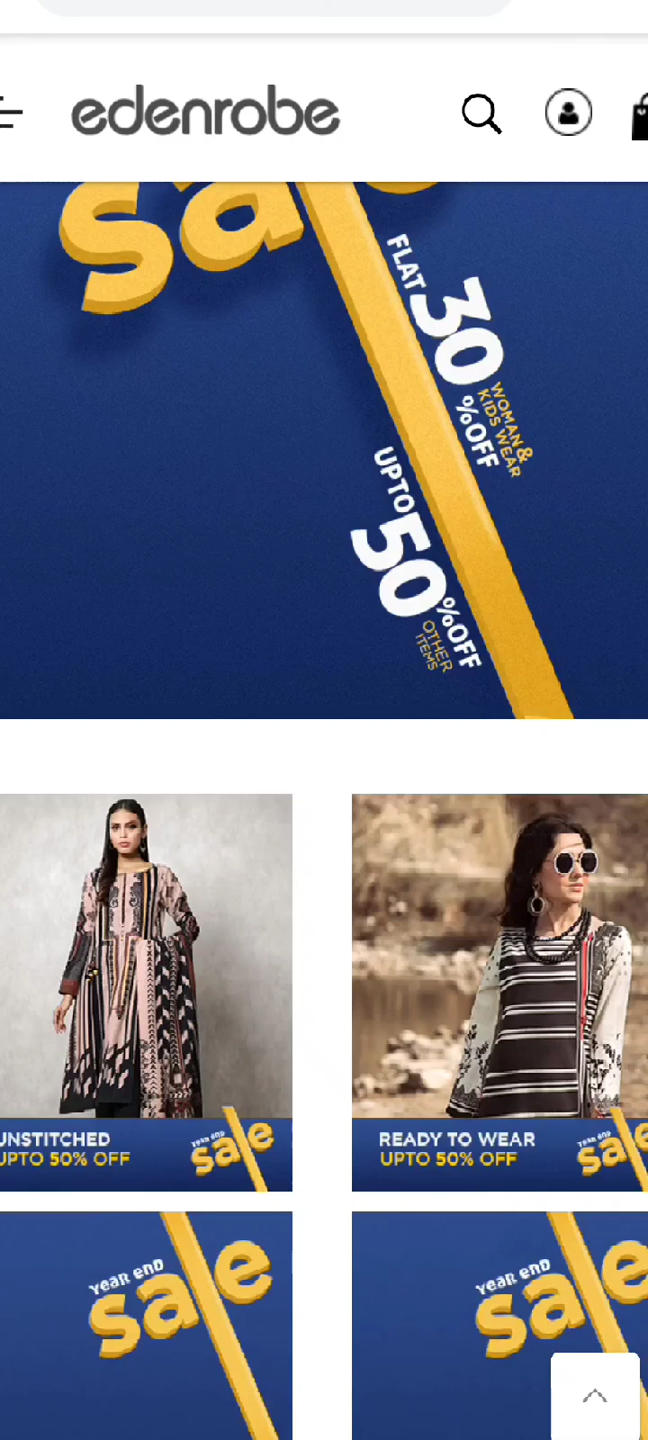 edenrobe
sale
FLAT
30
%OFF
WOMAN &
KIDS WEAR
UPTO
50
%OFF
OTHER
ITEMS
UNSTITCHED
UPTO 50% OFF
year end
sale
READY TO WEAR
UPTO 50% OFF
year end
sale
YEAR END
sale
YEAR END
sale